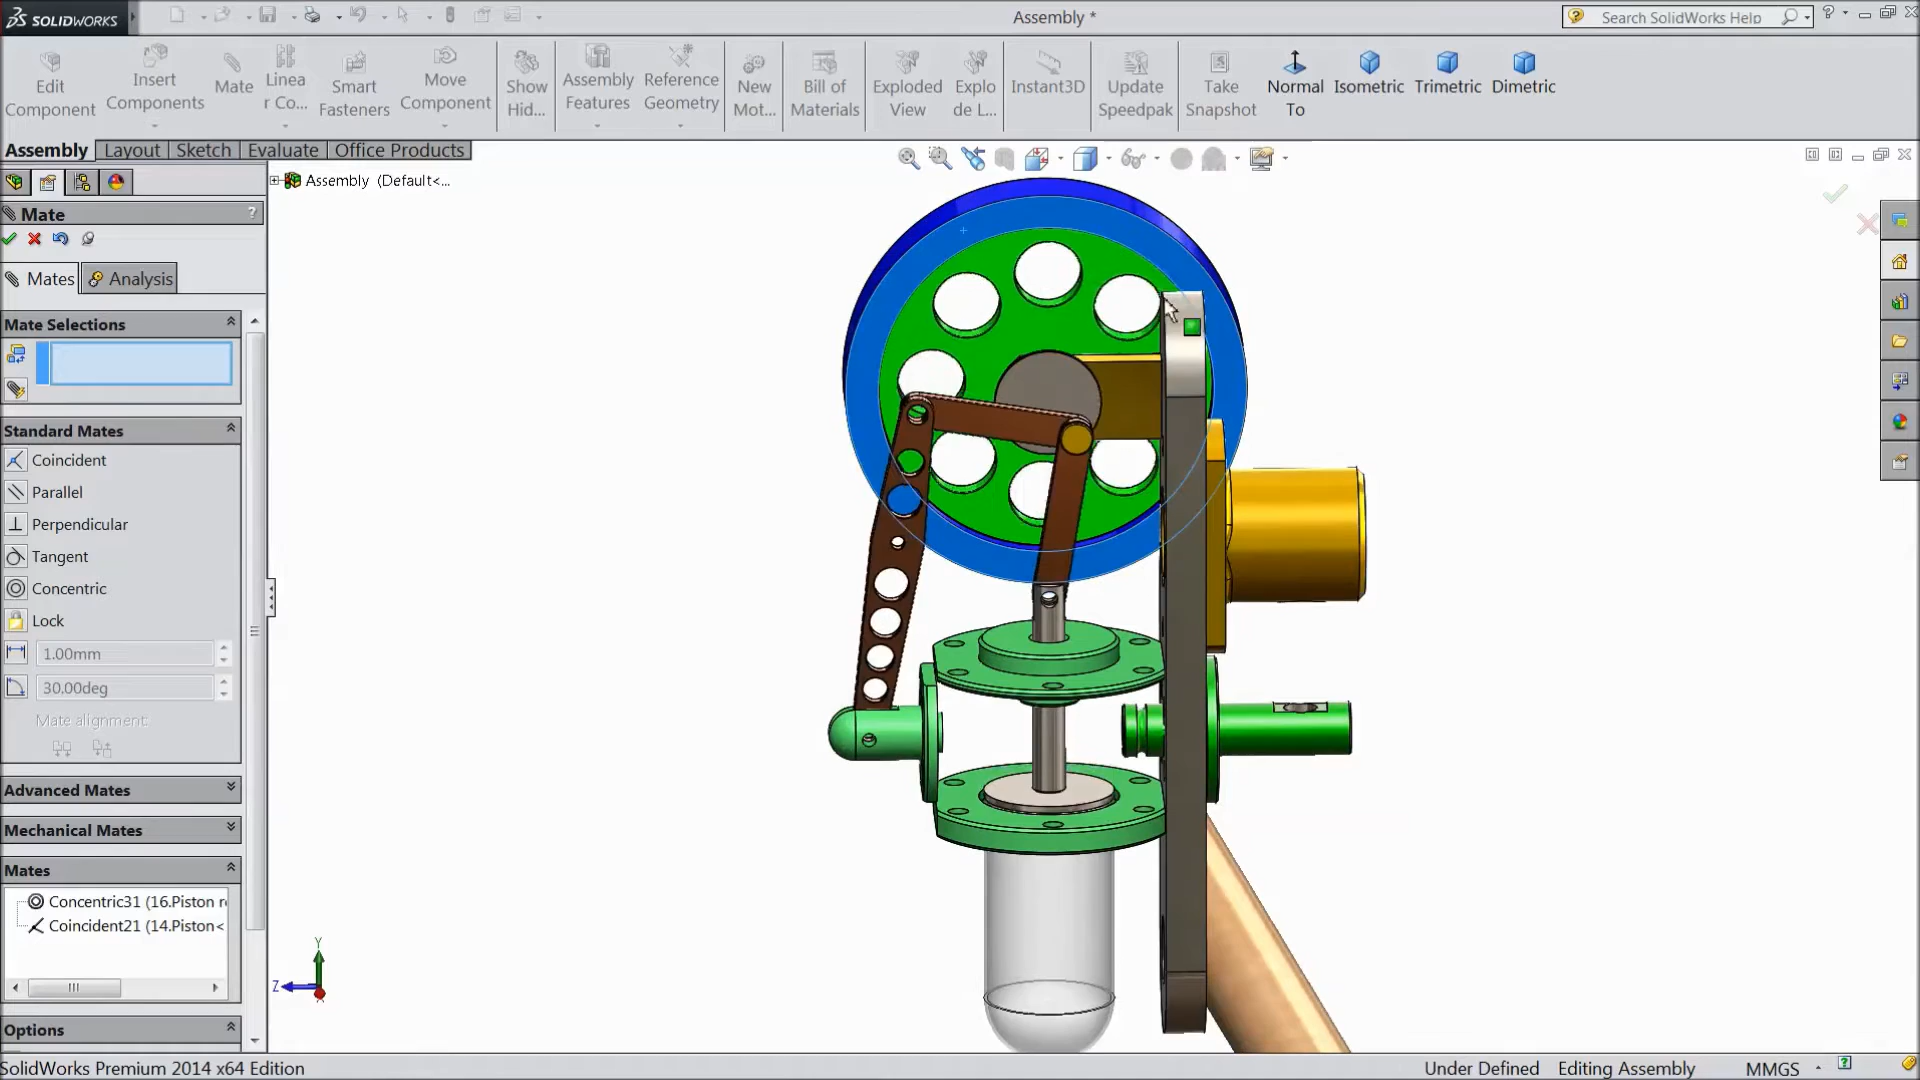 SOLIDWORKS
Assembly *
Search SolidWorks Help
Edit Component
Insert Components
Mate
Linea r Co...
Smart Fasteners
Move Component
Show Hid...
Assembly Features
Reference Geometry
New Mot...
Bill of Materials
Exploded View
Explo de L...
Instant3D
Update Speedpak
Take Snapshot
Normal To
Isometric
Trimetric
Dimetric
Assembly
Layout
Sketch
Evaluate
Office Products
Assembly (Default<...
Mate
?
Mates
Analysis
Mate Selections
Standard Mates
Coincident
Parallel
Perpendicular
Tangent
Concentric
Lock
1.00mm
30.00deg
Mate alignment:
Advanced Mates
Mechanical Mates
Mates
Concentric31 (16.Piston r
Coincident21 (14.Piston<
Options
Y
Z
SolidWorks Premium 2014 x64 Edition
Under Defined
Editing Assembly
MMGS